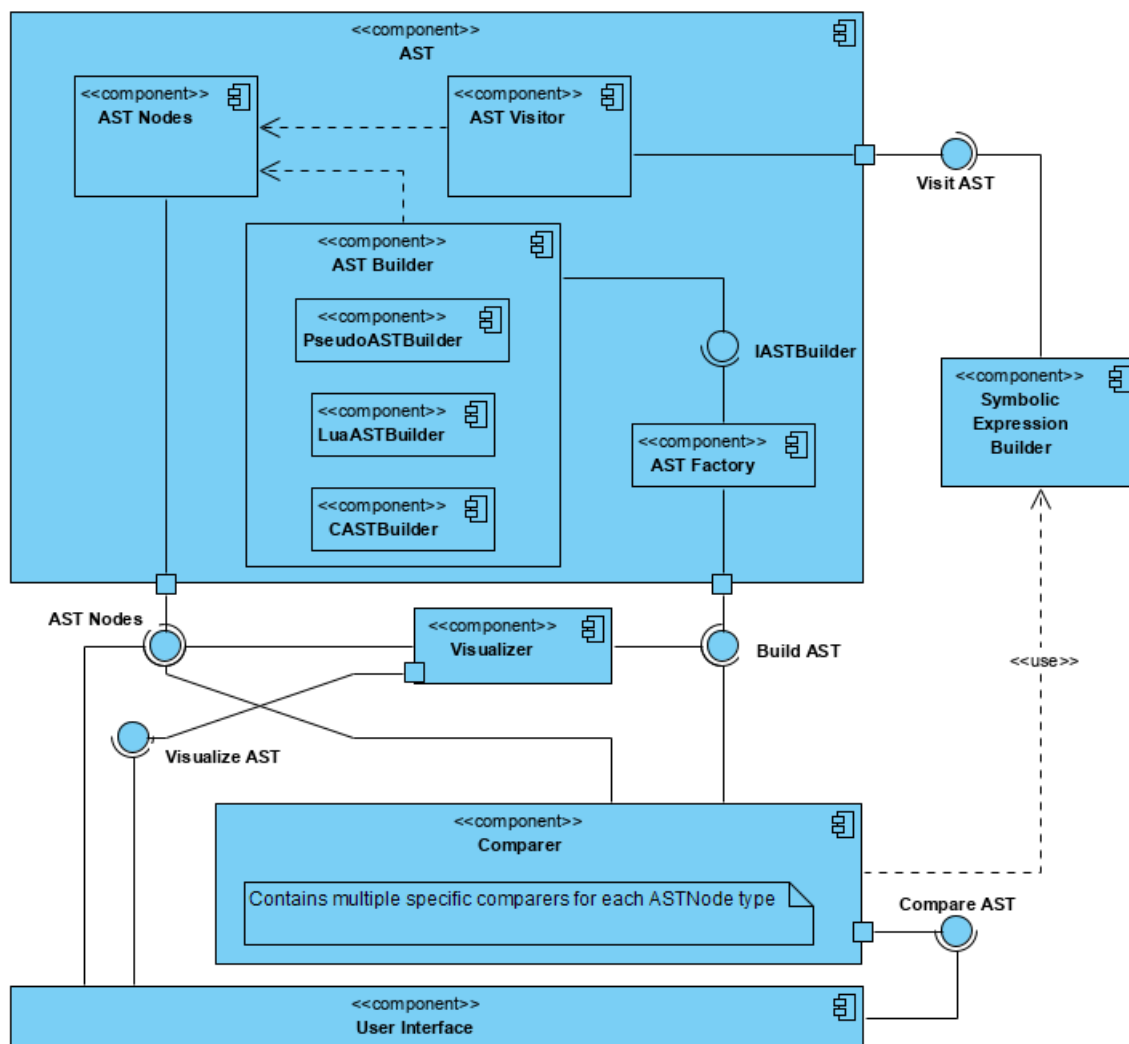 <<component>>
AST
<<component>>
AST Nodes
<<component>>
AST Visitor
Visit AST
<<component>>
AST Builder
<<component>>
PseudoASTBuilder
IASTBuilder
<<component>>
Symbolic
Expression
Builder
<<component>>
LuaASTBuilder
<<component>>
AST Factory
<<component>>
CASTBuilder
AST Nodes
<<component>>
Visualizer
Build AST
<<use>>
Visualize AST
<<component>>
Comparer
Contains multiple specific comparers for each ASTNode type
Compare AST
<<component>>
User Interface